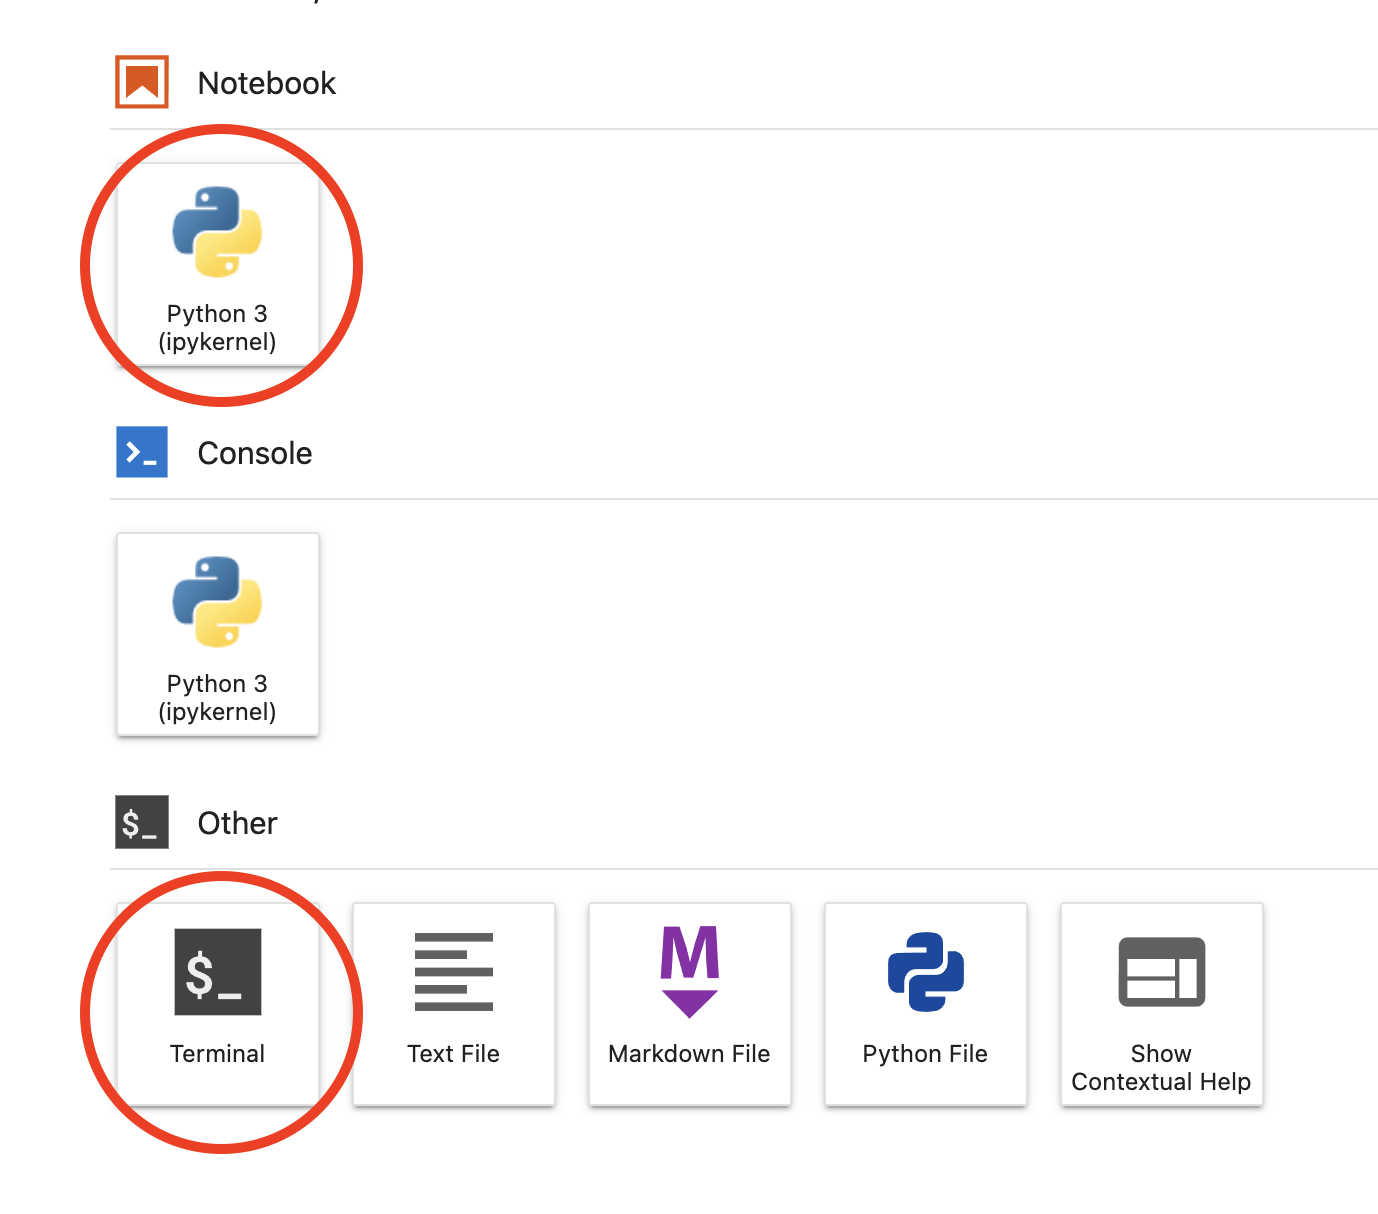 Notebook
Python 3
(ipykernel)
Console
Python 3
(ipykernel)
$_
Other
$_
Terminal
Text File
M
Markdown File
Python File
Show
Contextual Help